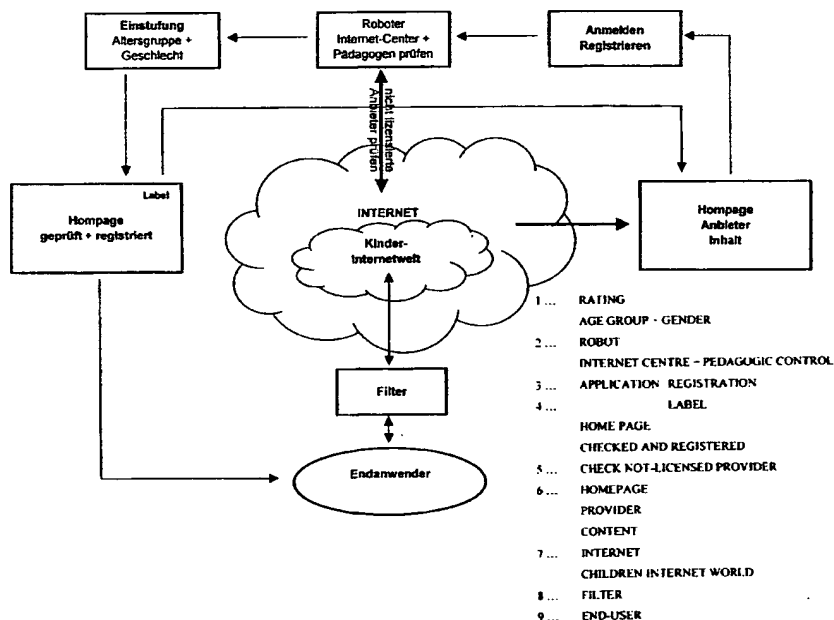 Einstufung
Altersgruppe +
Geschlecht
Roboter
Internet-Center +
Pädagogen prüfen
Anmelden
Registrieren
nicht lizensierte
Anbieter prüfen
Label
Hompage
geprüft + registriert
INTERNET
Kinder-
Internetwelt
Hompage
Anbieter
Inhalt
Filter
Endanwender
1 ... RATING
AGE GROUP - GENDER
2 ... ROBOT
INTERNET CENTRE - PEDAGOGIC CONTROL
3 ... APPLICATION REGISTRATION
4 ... LABEL
HOME PAGE
CHECKED AND REGISTERED
5 ... CHECK NOT-LICENSED PROVIDER
6 ... HOMEPAGE
PROVIDER
CONTENT
7 ... INTERNET
CHILDREN INTERNET WORLD
8 ... FILTER
9 ... END-USER